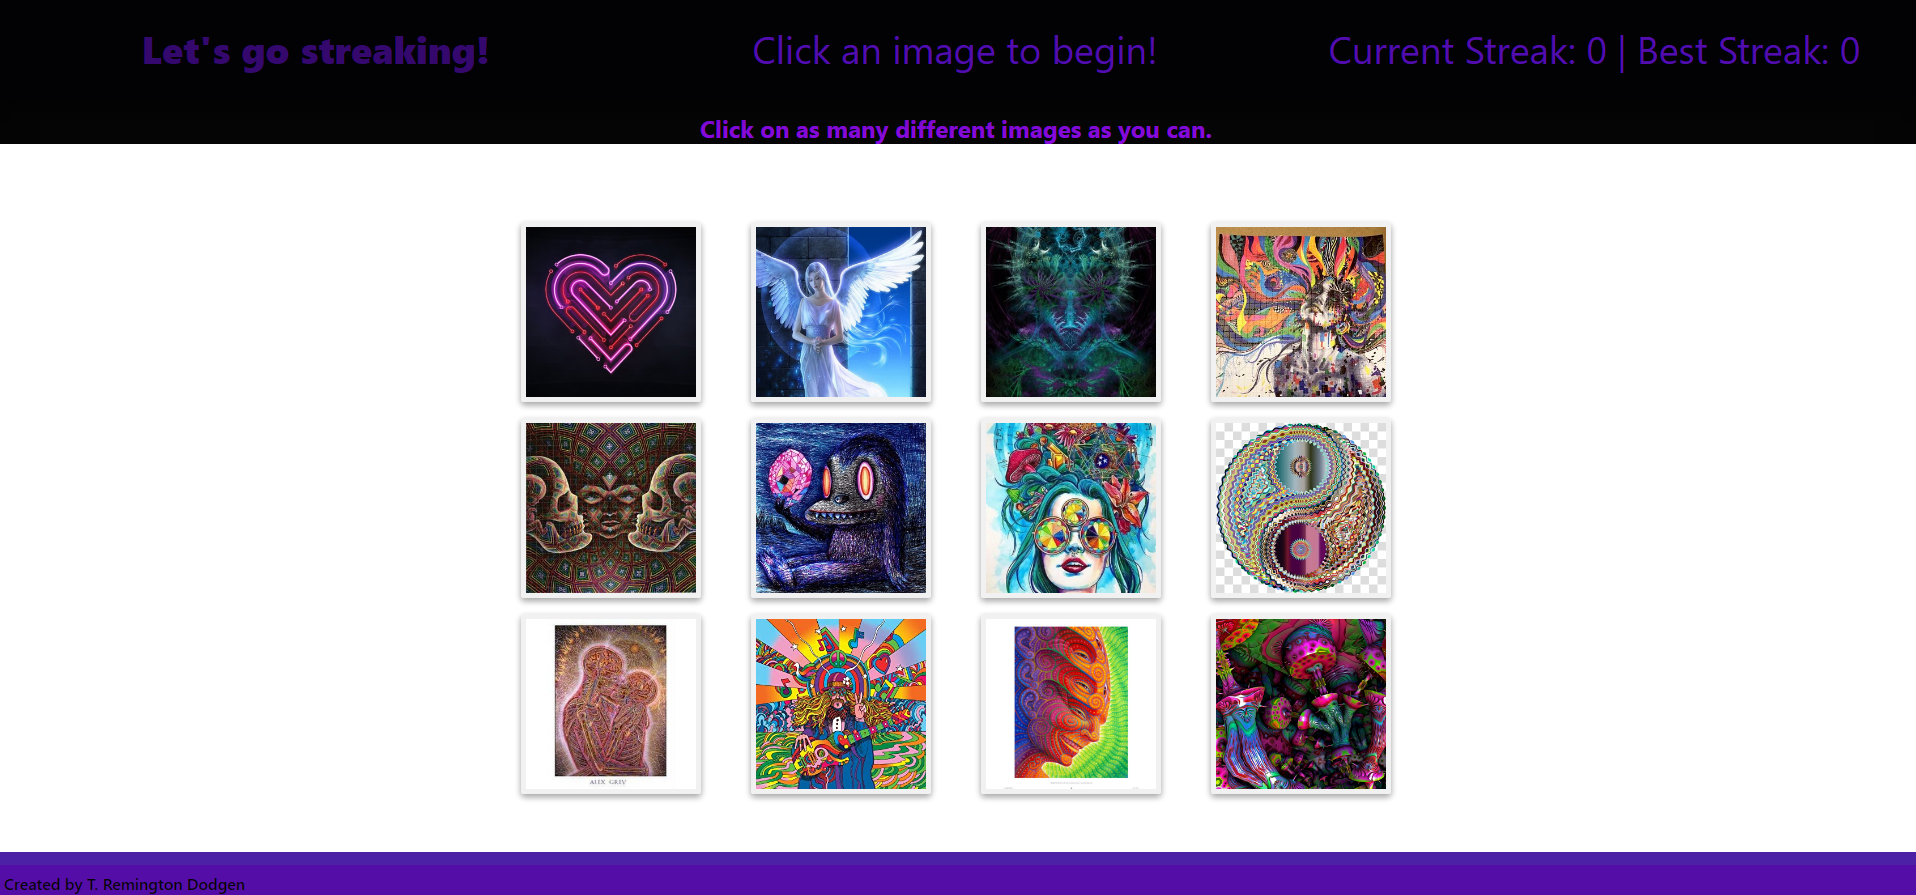 Let's go streaking!
Click an image to begin!
Current Streak: 0 | Best Streak: 0
Click on as many different images as you can.
ALEX GREY
Created by T. Remington Dodgen